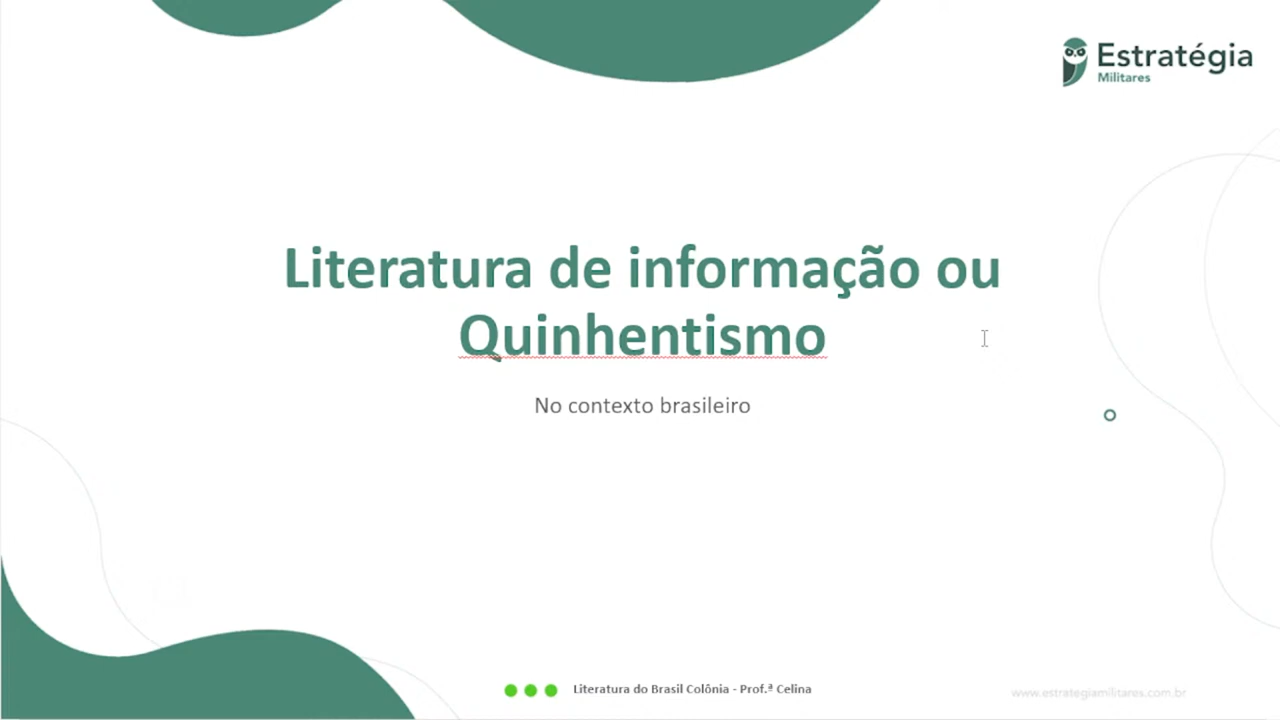 Estratégia
Militares
Literatura de informação ou
Quinhentismo
No contexto brasileiro
Literatura do Brasil Colônia - Prof.ª Celina
www.estrategiamilitares.com.br